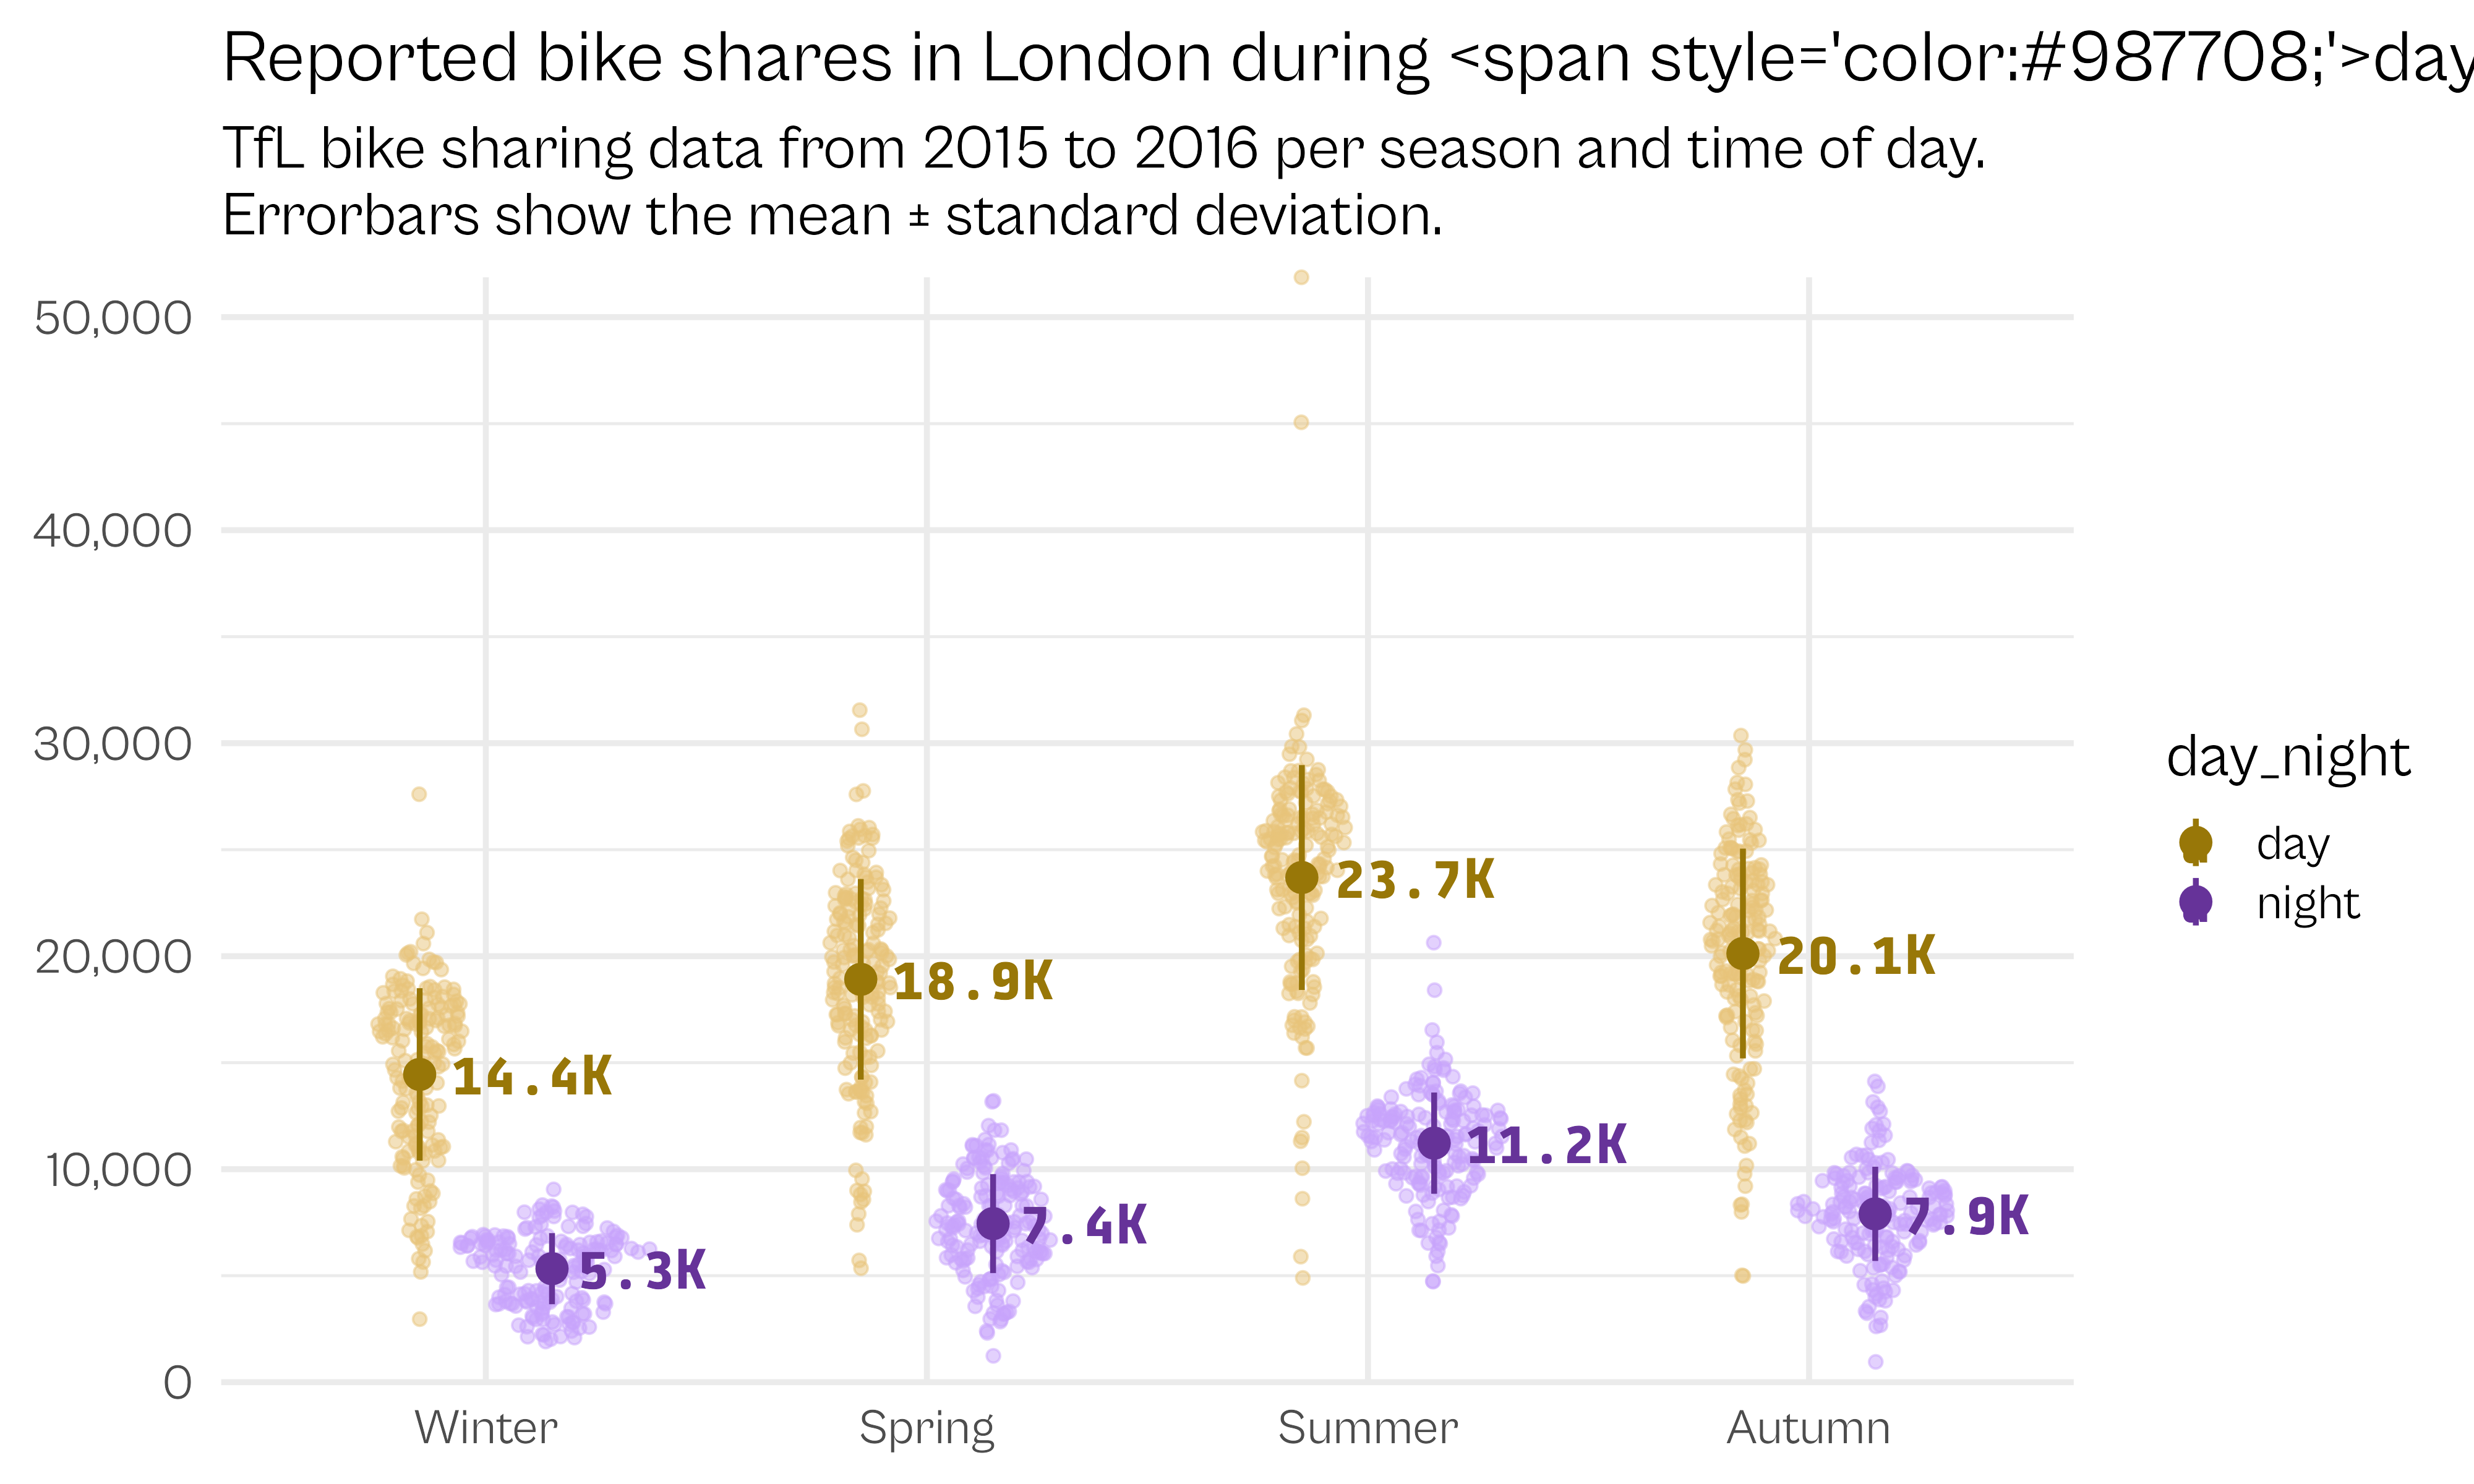 Reported bike shares in London during <span style='color:#987708;'>day
TfL bike sharing data from 2015 to 2016 per season and time of day.
Errorbars show the mean ± standard deviation.
50,000
40,000
30,000
20,000
10,000
0
14.4K
5.3K
18.9K
7.4K
23.7K
11.2K
20.1K
7.9K
Winter
Spring
Summer
Autumn
day_night
day
night